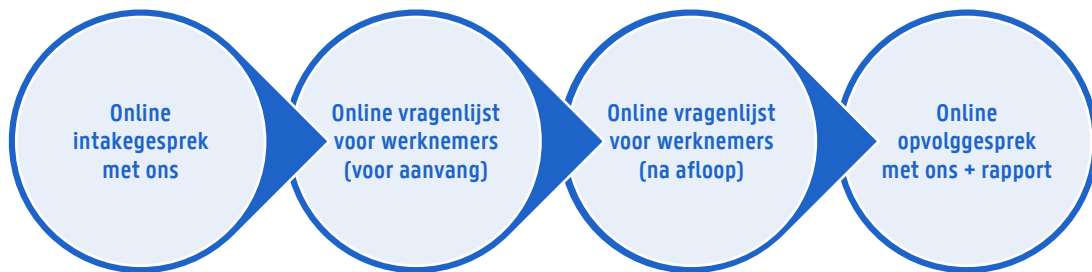 Online
intakegesprek
met ons
Online vragenlijst
voor werknemers
(voor aanvang)
Online vragenlijst
voor werknemers
(na afloop)
Online
opvolggesprek
met ons + rapport